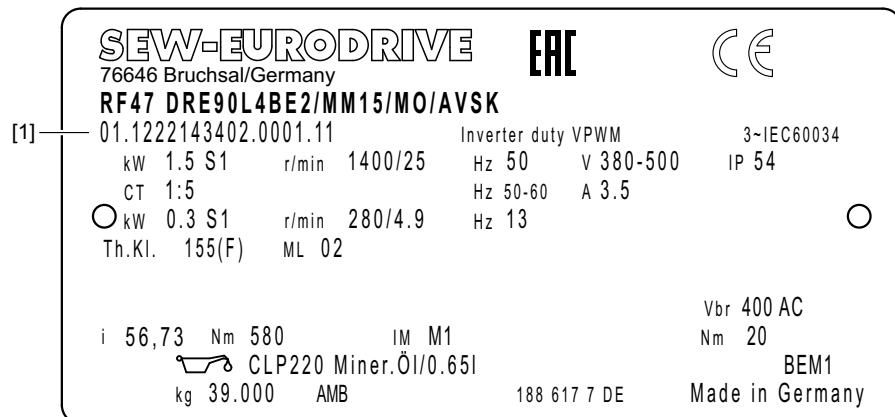 SEW-EURODRIVE EAC CE
76646 Bruchsal/Germany
RF47 DRE90L4BE2/MM15/MO/AVSK
[1] 01.1222143402.0001.11 Inverter duty VPWM 3~IEC60034
kW 1.5 S1 r/min 1400/25 Hz 50 V 380-500 IP 54
CT 1:5 Hz 50-60 A 3.5
kW 0.3 S1 r/min 280/4.9 Hz 13
Th.Kl. 155(F) ML 02
Vbr 400 AC
i 56,73 Nm 580 IM M1 Nm 20
CLP220 Miner.Öl/0.65l BEM1
kg 39.000 AMB 188 617 7 DE Made in Germany